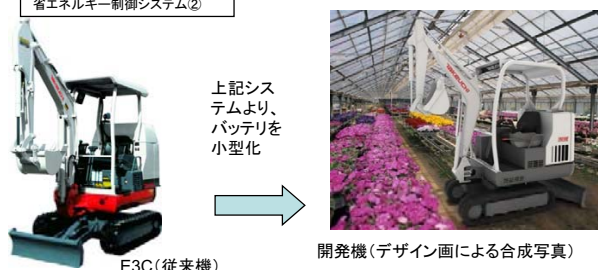 省エネルギー制御システム②
上記シス
テムより、
バッテリを
小型化
E3C(従来機)
開発機(デザイン画による合成写真)
TAKEUCHI